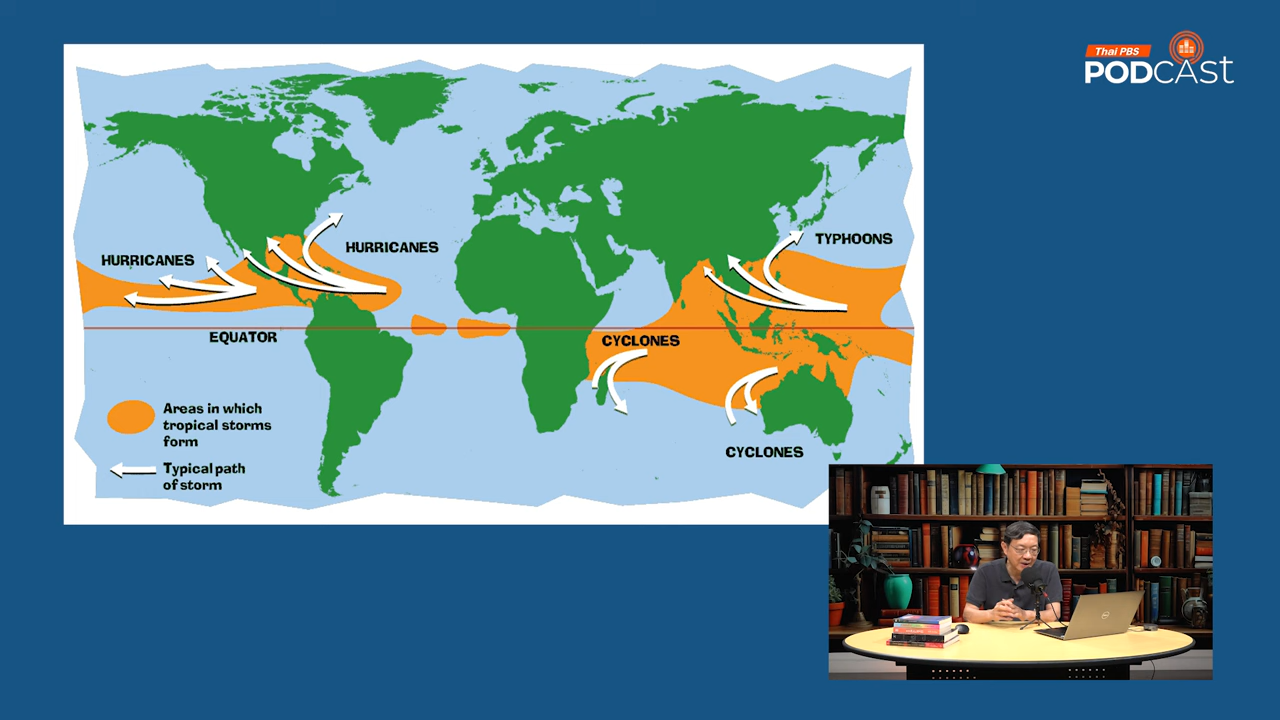 Thai PBS
PODCASt
HURRICANES
HURRICANES
TYPHOONS
EQUATOR
CYCLONES
Areas in which
tropical storms
form
Typical path
of storm
CYCLONES